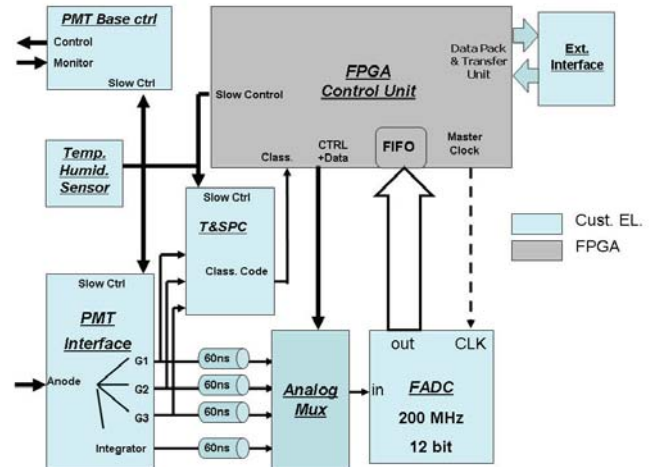 PMT Base ctrl
Control
Monitor
Slow Ctrl
FPGA
Control Unit
Data Pack
& Transfer
Unit
Ext.
Interface
Slow Control
Class.
CTRL
+Data
FIFO
Master
Clock
Temp.
Humid.
Sensor
Slow Ctrl
T&SPC
Class. Code
Cust. EL.
FPGA
Slow Ctrl
PMT
Interface
Anode
G1
G2
G3
Integrator
60ns
60ns
60ns
60ns
Analog
Mux
out
CLK
in
FADC
200 MHz
12 bit